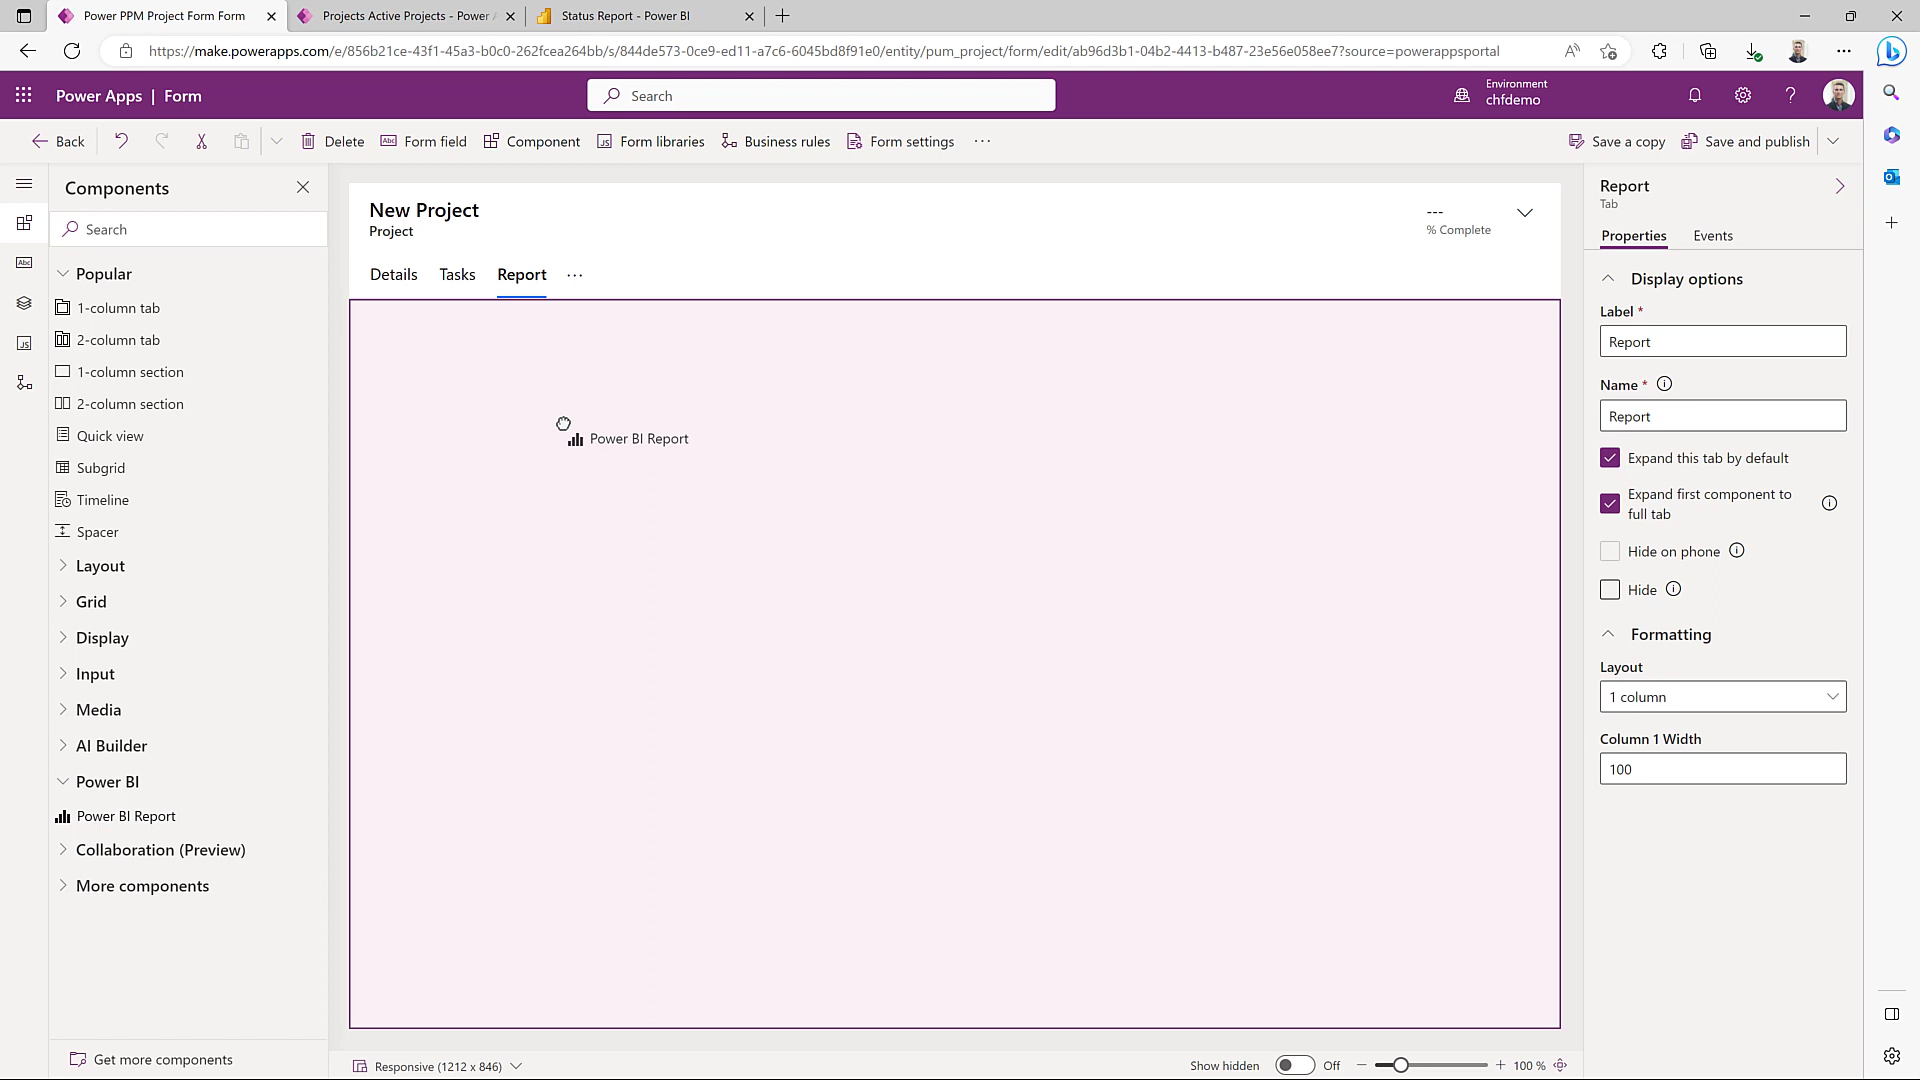 Power PPM Project Form Form
Projects Active Projects - Power A
Status Report - Power BI
https://make.powerapps.com/e/856b21ce-43f1-45a3-b0c0-262fcea264bb/s/844de573-0ce9-ed11-a7c6-6045bd8f91e0/entity/pum_project/form/edit/ab96d3b1-04b2-4413-b487-23e56e058ee7?source=powerappsportal
Power Apps | Form
Search
Environment
chfdemo
Back
Delete
Abc
Form field
Component
JS
Form libraries
Business rules
Form settings
Save a copy
Save and publish
Components
Search
Popular
1-column tab
2-column tab
1-column section
2-column section
Quick view
Subgrid
Timeline
Spacer
Layout
Grid
Display
Input
Media
AI Builder
Power BI
Power BI Report
Collaboration (Preview)
More components
Get more components
Abc
JS
New Project
Project
---
% Complete
Details
Tasks
Report
Power BI Report
Responsive (1212 x 846)
Show hidden
Off
100 %
Report
Tab
Properties
Events
Display options
Label *
Report
Name *
Report
Expand this tab by default
Expand first component to
full tab
Hide on phone
Hide
Formatting
Layout
1 column
Column 1 Width
100